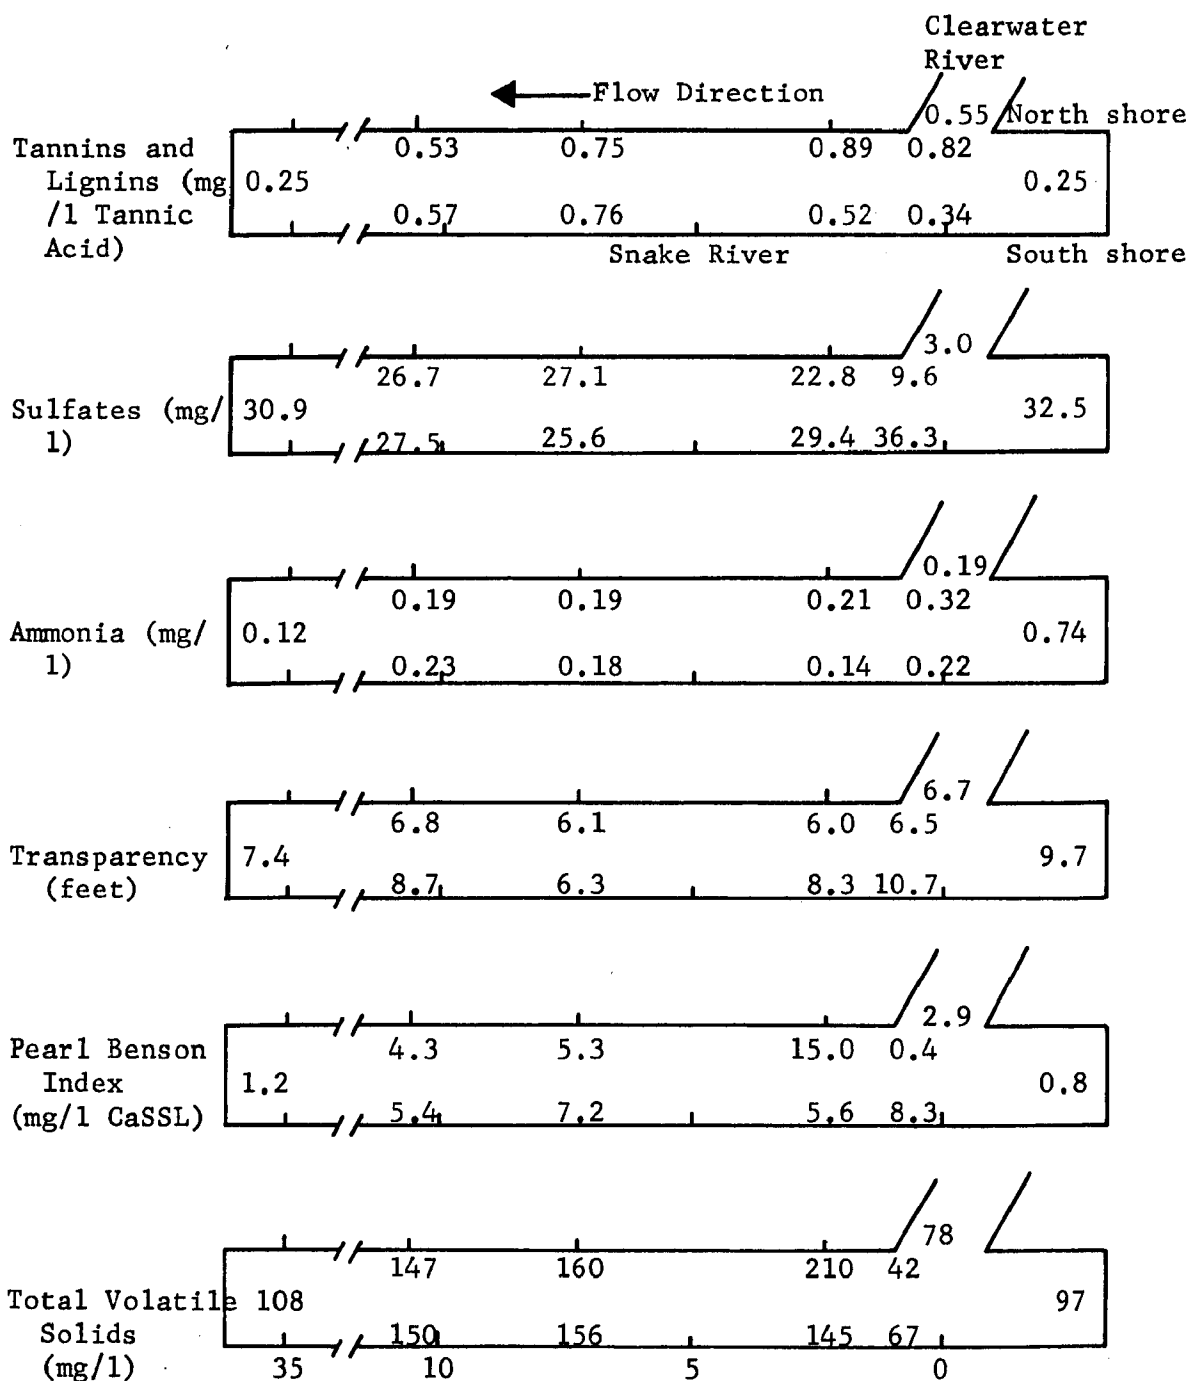 Clearwater
River
Flow Direction
0.55 North shore
Tannins and
Lignins (mg
/l Tannic
Acid)
0.53 0.75 0.89 0.82
0.25 0.25
0.57 0.76 0.52 0.34
Snake River South shore
3.0
26.7 27.1 22.8 9.6
Sulfates (mg/
l)
30.9 32.5
27.5 25.6 29.4 36.3
0.19
0.19 0.19 0.21 0.32
Ammonia (mg/
l)
0.12 0.74
0.23 0.18 0.14 0.22
6.7
6.8 6.1 6.0 6.5
Transparency
(feet)
7.4 9.7
8.7 6.3 8.3 10.7
2.9
4.3 5.3 15.0 0.4
Pearl Benson
Index
(mg/l CaSSL)
1.2 0.8
5.4 7.2 5.6 8.3
78
147 160 210 42
Total Volatile
Solids
(mg/l)
108 97
150 156 145 67
35 10 5 0